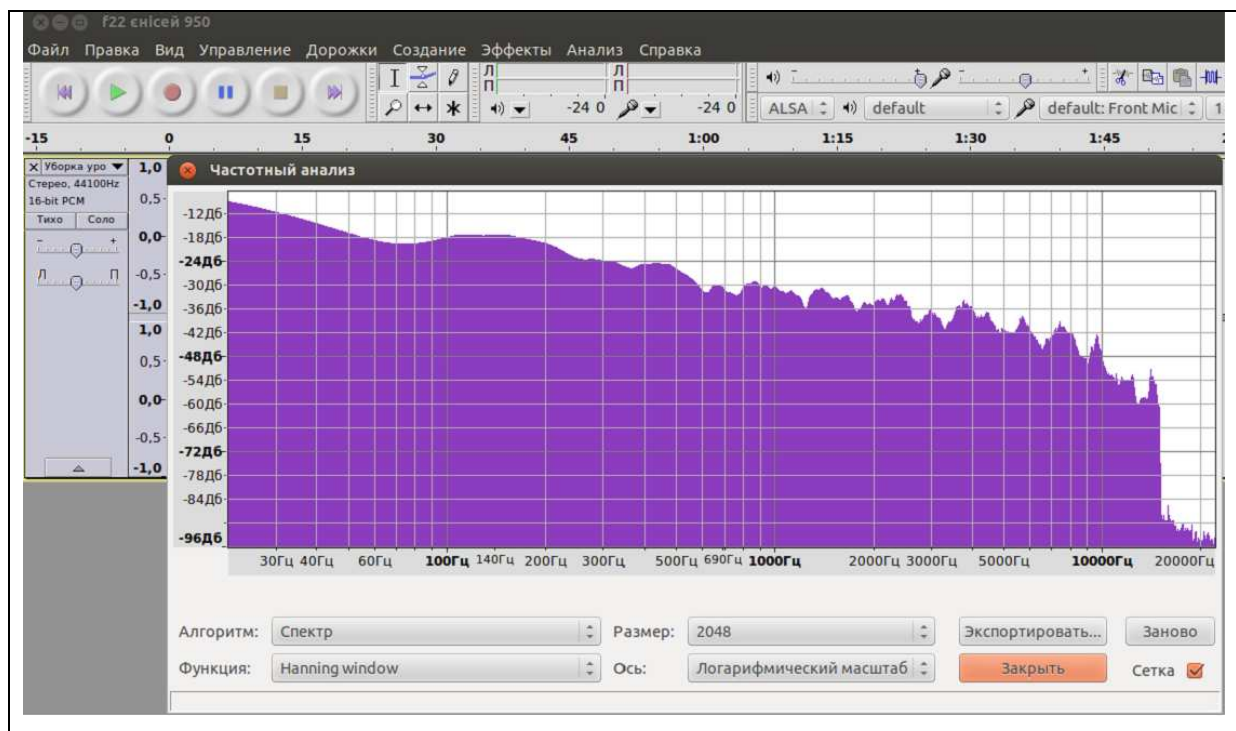 f22 єнісей 950
Файл Правка Вид Управление Дорожки Создание Эффекты Анализ Справка
Л
П
-24 0
Л
П
-24 0
ALSA default default: Front Mic 1
-15 0 15 30 45 1:00 1:15 1:30 1:45
Уборка уро
Стерео, 44100Hz
16-bit PCM
Тихо Соло
- +
Л П
1,0
0,5
0,0
-0,5
-1,0
1,0
0,5
0,0
-0,5
-1,0
Частотный анализ
-12Дб
-18Дб
-24Дб
-30Дб
-36Дб
-42Дб
-48Дб
-54Дб
-60Дб
-66Дб
-72Дб
-78Дб
-84Дб
-96Дб
30Гц 40Гц 60Гц 100Гц 140Гц 200Гц 300Гц 500Гц 690Гц 1000Гц 2000Гц 3000Гц 5000Гц 10000Гц 20000Гц
Алгоритм: Спектр Размер: 2048 Экспортировать... Заново
Функция: Hanning window Ось: Логарифмический масштаб Закрыть Сетка